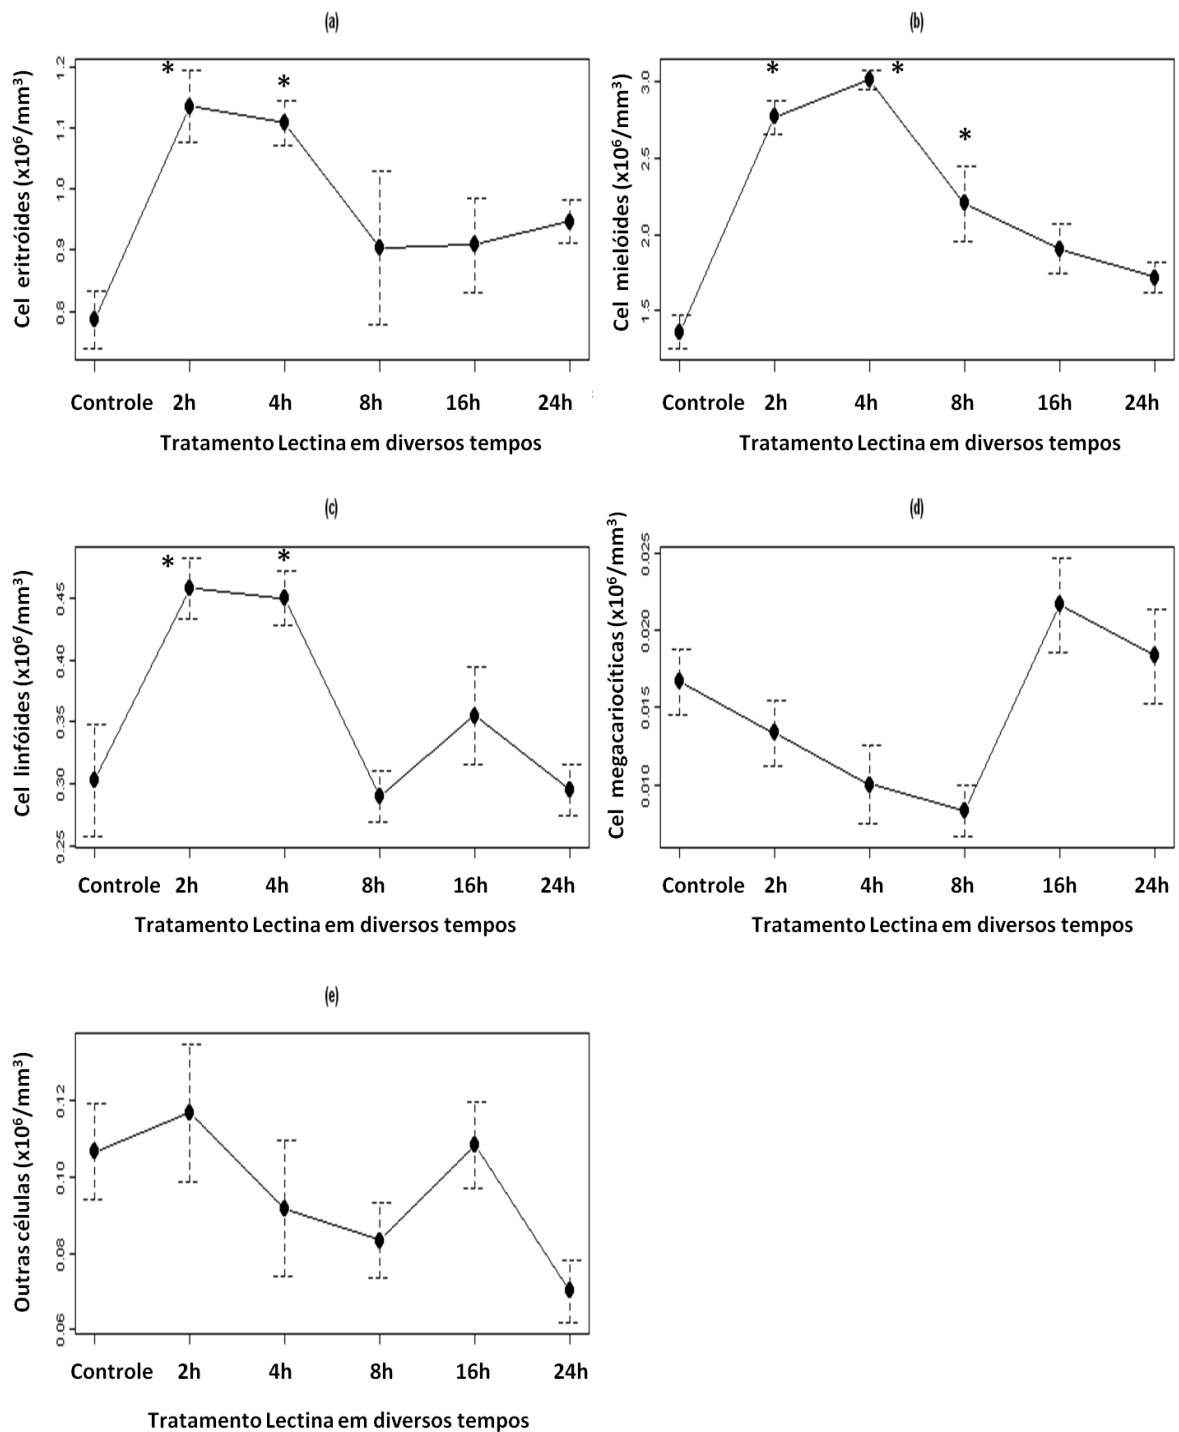 (a)
Cel eritróides (x10⁶/mm³)
1.2
1.1
1.0
0.9
0.8
*
*
Controle 2h 4h 8h 16h 24h
Tratamento Lectina em diversos tempos
(b)
Cel mielóides (x10⁶/mm³)
3.0
2.5
2.0
1.5
*
*
*
Controle 2h 4h 8h 16h 24h
Tratamento Lectina em diversos tempos
(c)
Cel linfóides (x10⁶/mm³)
0.45
0.40
0.35
0.30
0.25
*
*
Controle 2h 4h 8h 16h 24h
Tratamento Lectina em diversos tempos
(d)
Cel megacariocíticas (x10⁶/mm³)
0.025
0.020
0.015
0.010
Controle 2h 4h 8h 16h 24h
Tratamento Lectina em diversos tempos
(e)
Outras células (x10⁶/mm³)
0.12
0.10
0.08
0.06
Controle 2h 4h 8h 16h 24h
Tratamento Lectina em diversos tempos